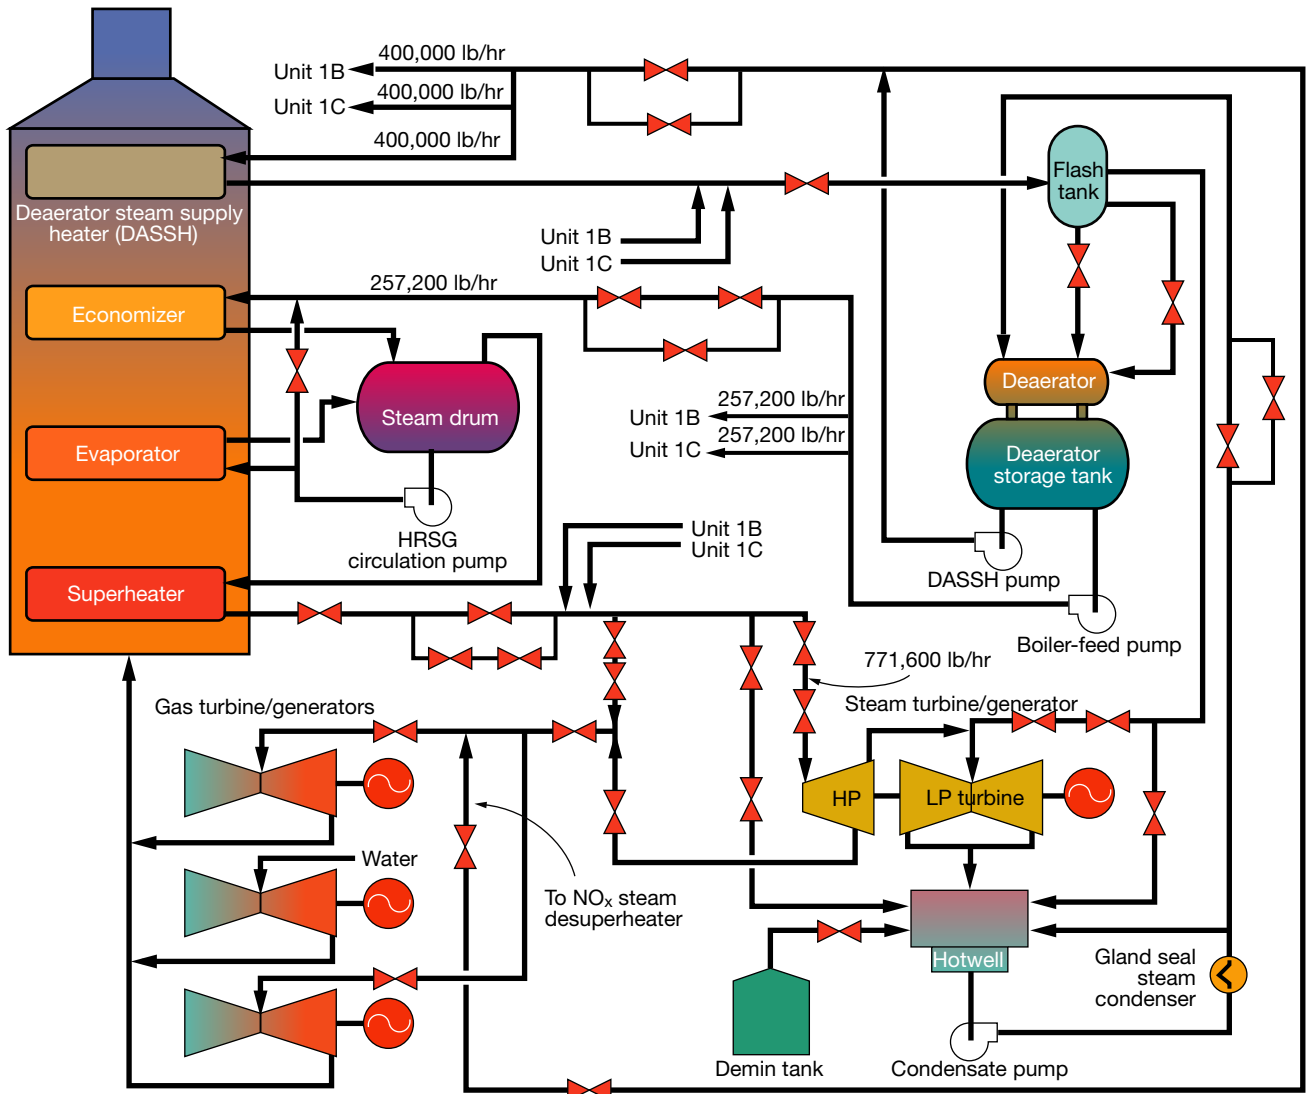 400,000 lb/hr
Unit 1B
400,000 lb/hr
Unit 1C
400,000 lb/hr
Flash
tank
Deaerator steam supply
heater (DASSH)
Unit 1B
Unit 1C
257,200 lb/hr
Economizer
Deaerator
257,200 lb/hr
Unit 1B
257,200 lb/hr
Unit 1C
Steam drum
Evaporator
Deaerator
storage tank
HRSG
circulation pump
Unit 1B
Unit 1C
DASSH pump
Superheater
Boiler-feed pump
771,600 lb/hr
Steam turbine/generator
Gas turbine/generators
HP
LP turbine
Water
To NOₓ steam
desuperheater
Hotwell
Gland seal
steam
condenser
Demin tank
Condensate pump